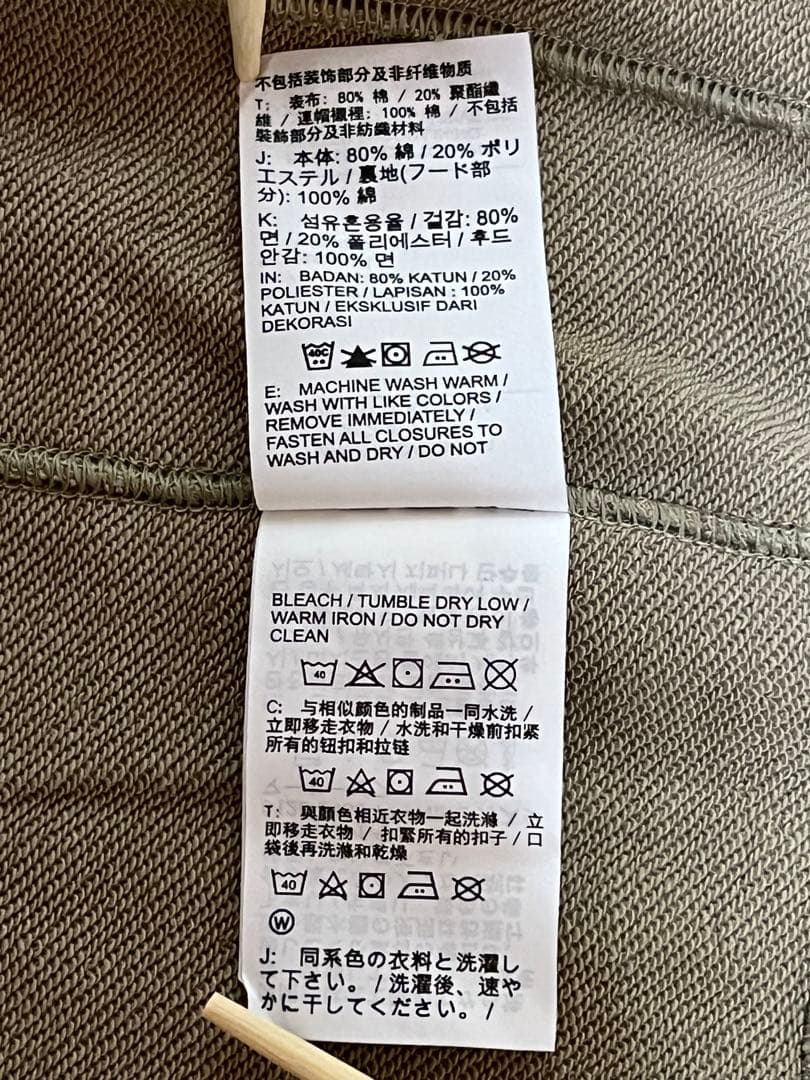 不包括装饰部分及非纤维物质
T: 表布: 80% 棉 / 20% 聚酯纖
維 / 連帽襯裡: 100% 棉 / 不包括
裝飾部分及非紡織材料
J: 本体: 80% 綿 / 20% ポリ
エステル / 裏地(フード部
分): 100% 綿
K: 섬유혼용율 / 겉감: 80%
면 / 20% 폴리에스터 / 후드
안감: 100% 면
IN: BADAN: 80% KATUN / 20%
POLIESTER / LAPISAN : 100%
KATUN / EKSKLUSIF DARI
DEKORASI
40C
E: MACHINE WASH WARM /
WASH WITH LIKE COLORS /
REMOVE IMMEDIATELY /
FASTEN ALL CLOSURES TO
WASH AND DRY / DO NOT
BLEACH / TUMBLE DRY LOW /
WARM IRON / DO NOT DRY
CLEAN
40
C: 与相似颜色的制品一同水洗 /
立即移走衣物 / 水洗和干燥前扣紧
所有的钮扣和拉链
40
T: 與顏色相近衣物一起洗滌 / 立
即移走衣物 / 扣緊所有的扣子 / 口
袋後再洗滌和乾燥
40
W
J: 同系色の衣料と洗濯し
て下さい。 / 洗濯後、速や
かに干してください。 /